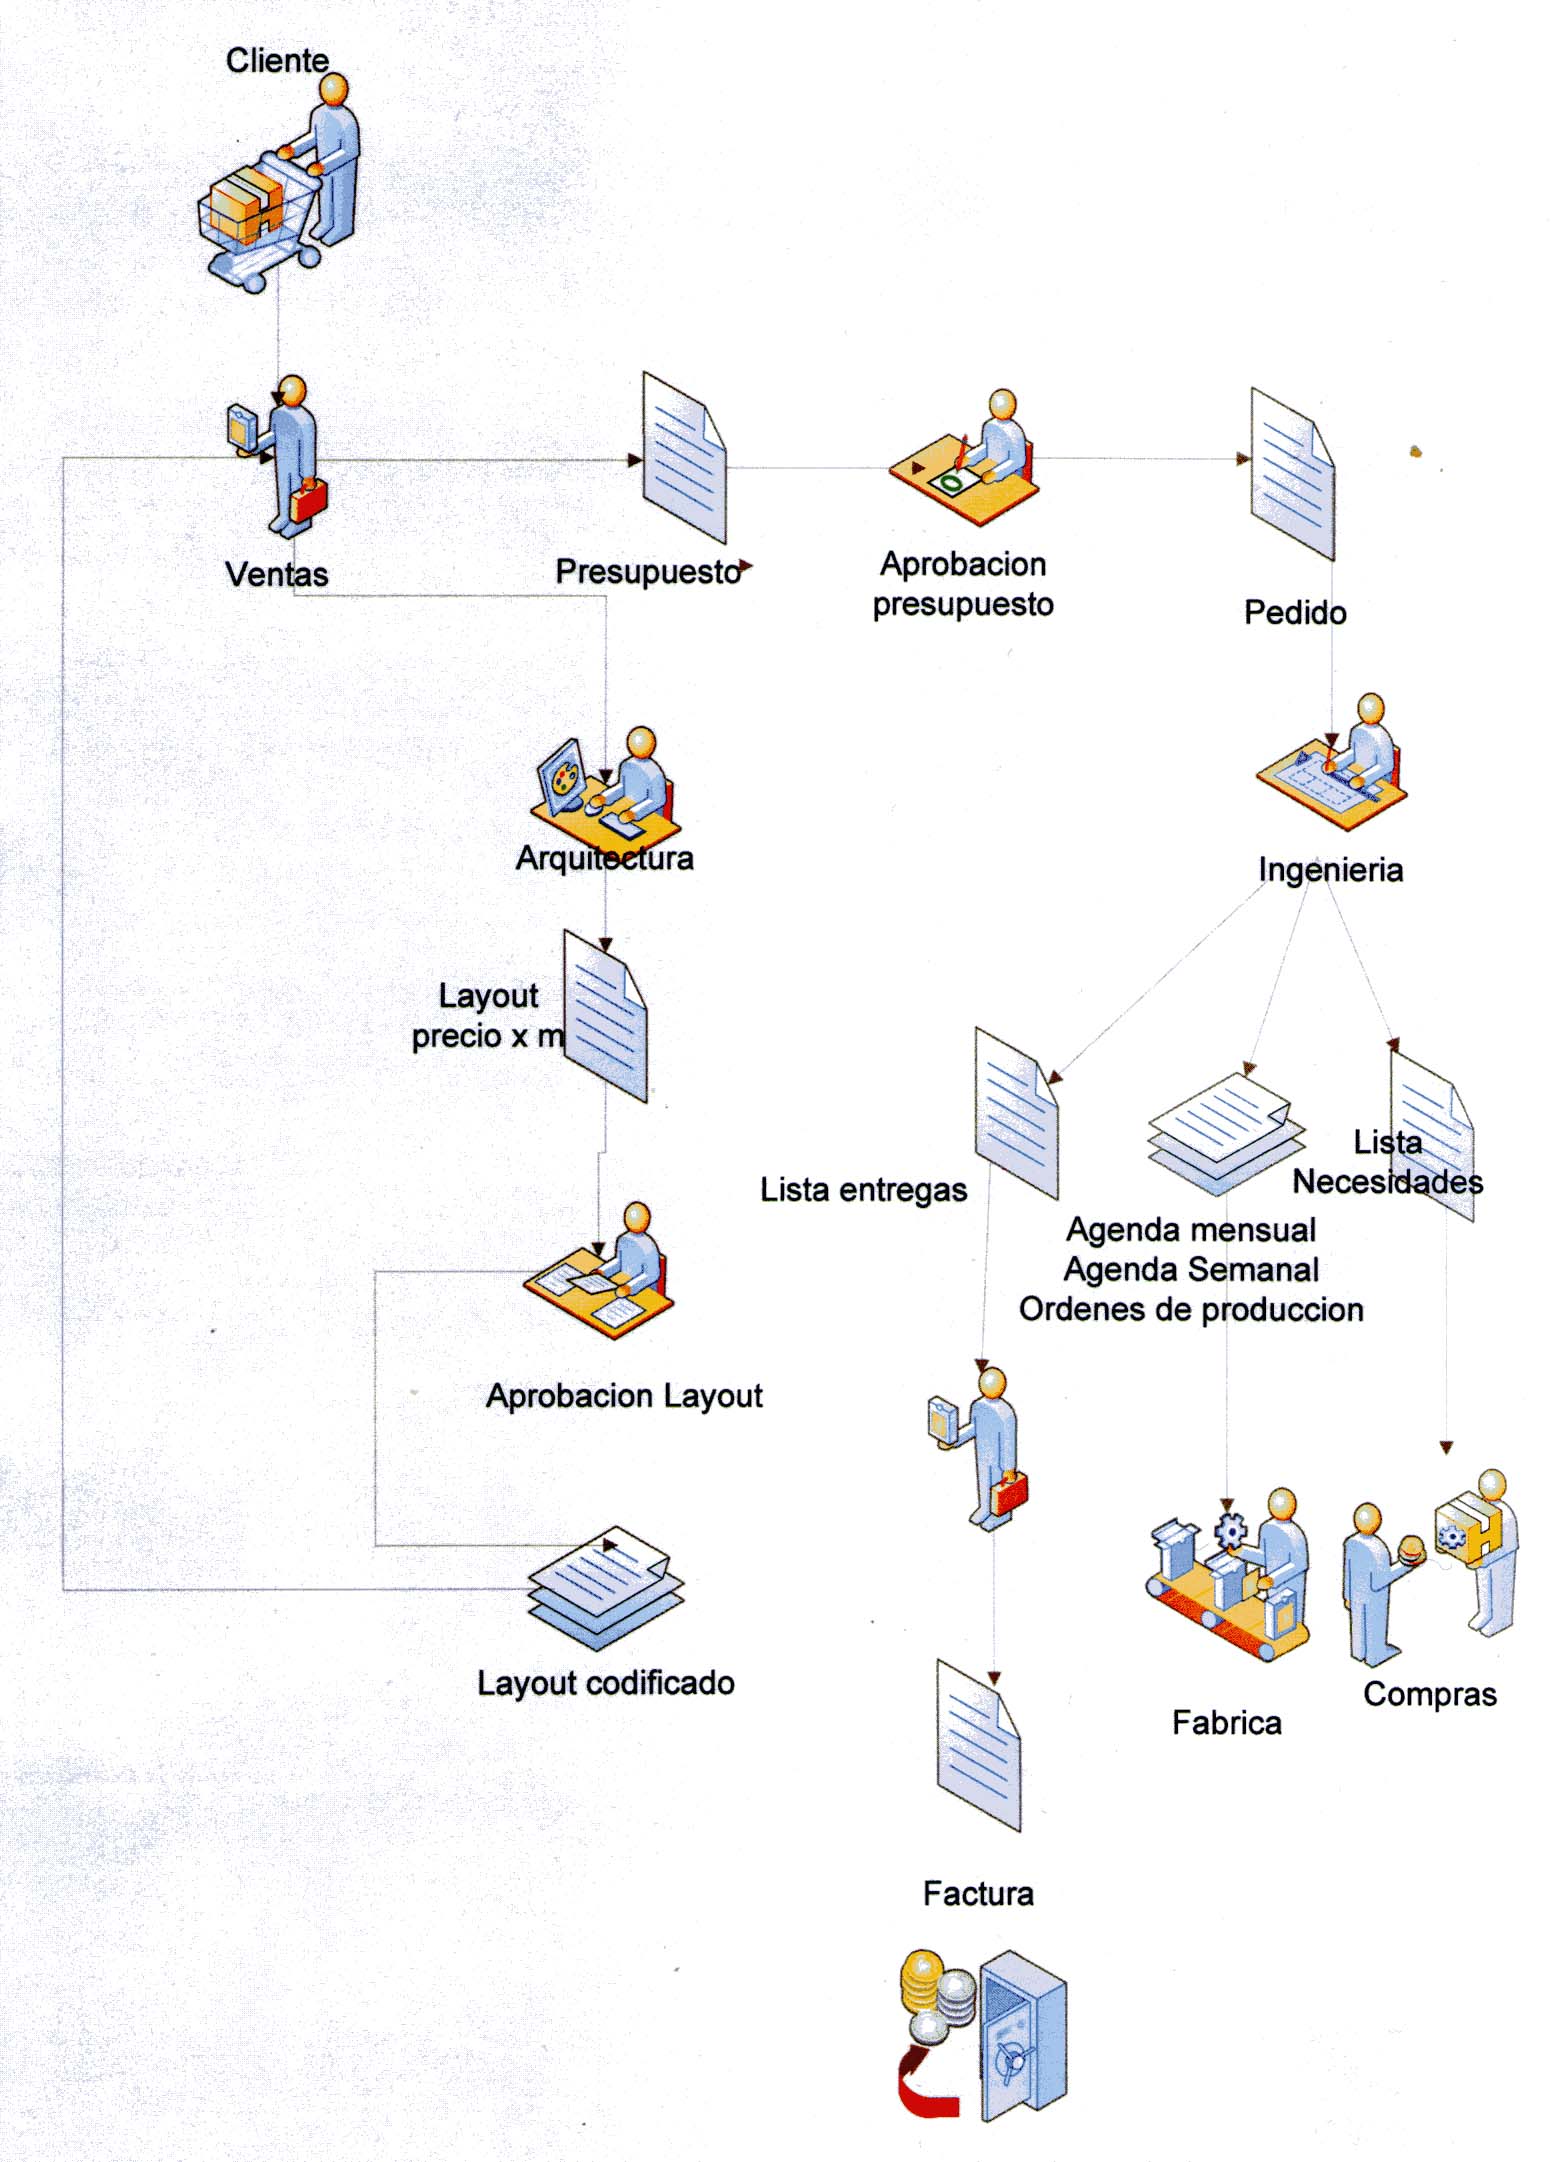 Cliente
Ventas
Presupuesto
Aprobacion
presupuesto
Pedido
Arquitectura
Ingenieria
Layout
precio x m
Lista entregas
Lista
Necesidades
Agenda mensual
Agenda Semanal
Ordenes de produccion
Aprobacion Layout
Layout codificado
Compras
Fabrica
Factura